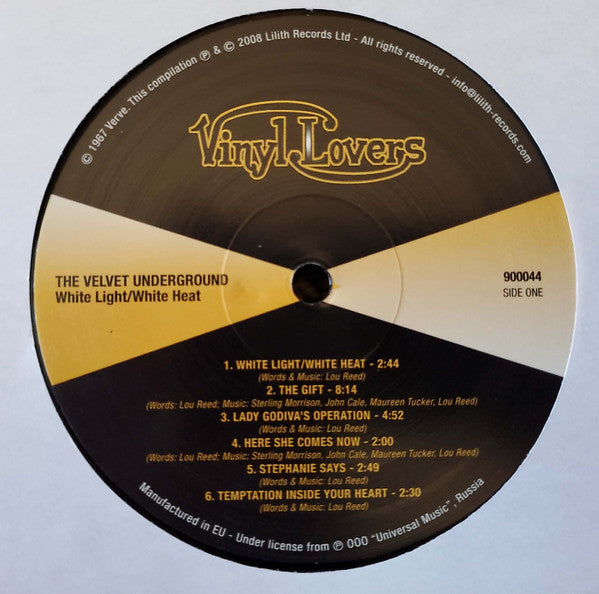 © 1967 Verve. This compilation ℗ & © 2008 Lilith Records Ltd - All rights reserved - info@lilith-records.com
Vinyl Lovers
THE VELVET UNDERGROUND
White Light/White Heat
900044
SIDE ONE
1. WHITE LIGHT/WHITE HEAT - 2:44
(Words & Music: Lou Reed)
2. THE GIFT - 8:14
(Words: Lou Reed; Music: Sterling Morrison, John Cale, Maureen Tucker, Lou Reed)
3. LADY GODIVA'S OPERATION - 4:52
(Words & Music: Lou Reed)
4. HERE SHE COMES NOW - 2:00
(Words: Lou Reed; Music: Sterling Morrison, John Cale, Maureen Tucker, Lou Reed)
5. STEPHANIE SAYS - 2:49
(Words & Music: Lou Reed)
6. TEMPTATION INSIDE YOUR HEART - 2:30
(Words & Music: Lou Reed)
Manufactured in EU - Under license from ℗ OOO "Universal Music", Russia